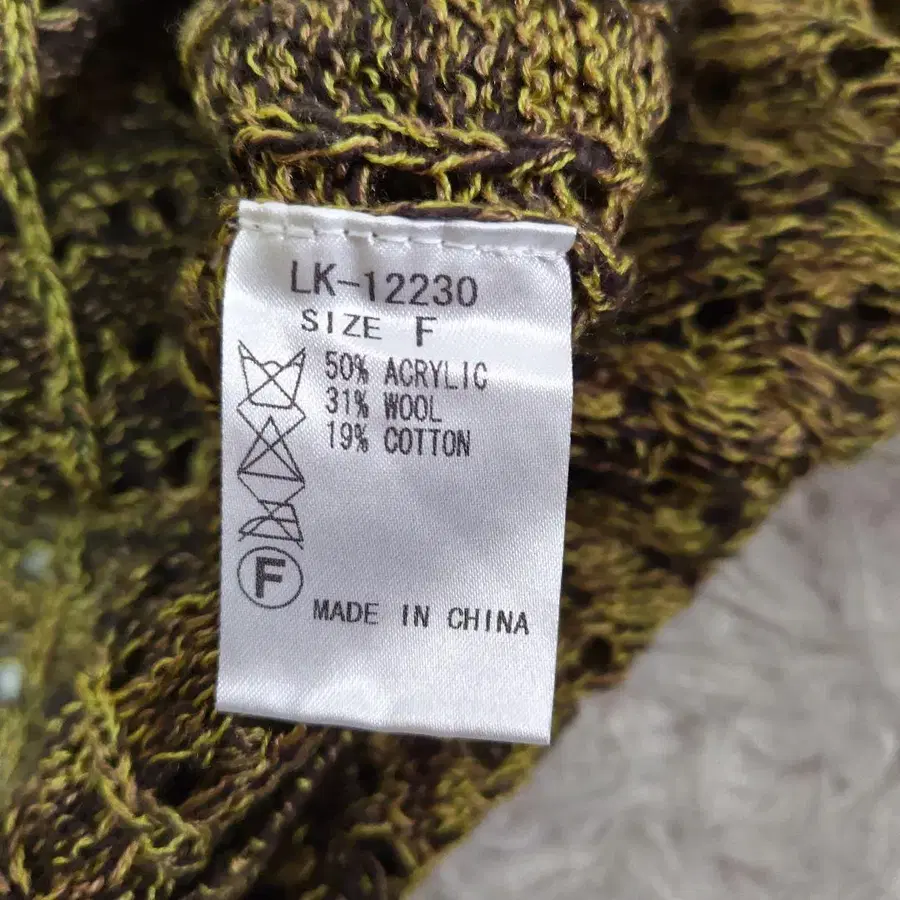 LK-12230
SIZE F
50% ACRYLIC
31% WOOL
19% COTTON
F
MADE IN CHINA